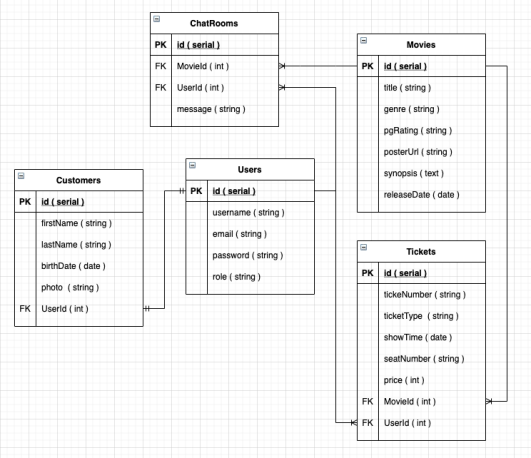 ChatRooms
PK id ( serial )
FK MovieId ( int )
FK UserId ( int )
message ( string )
Movies
PK id ( serial )
title ( string )
genre ( string )
pgRating ( string )
posterUrl ( string )
synopsis ( text )
releaseDate ( date )
Customers
PK id ( serial )
firstName ( string )
lastName ( string )
birthDate ( date )
photo ( string )
FK UserId ( int )
Users
PK id ( serial )
username ( string )
email ( string )
password ( string )
role ( string )
Tickets
PK id ( serial )
tickeNumber ( string )
ticketType ( string )
showTime ( date )
seatNumber ( string )
price ( int )
FK MovieId ( int )
FK UserId ( int )